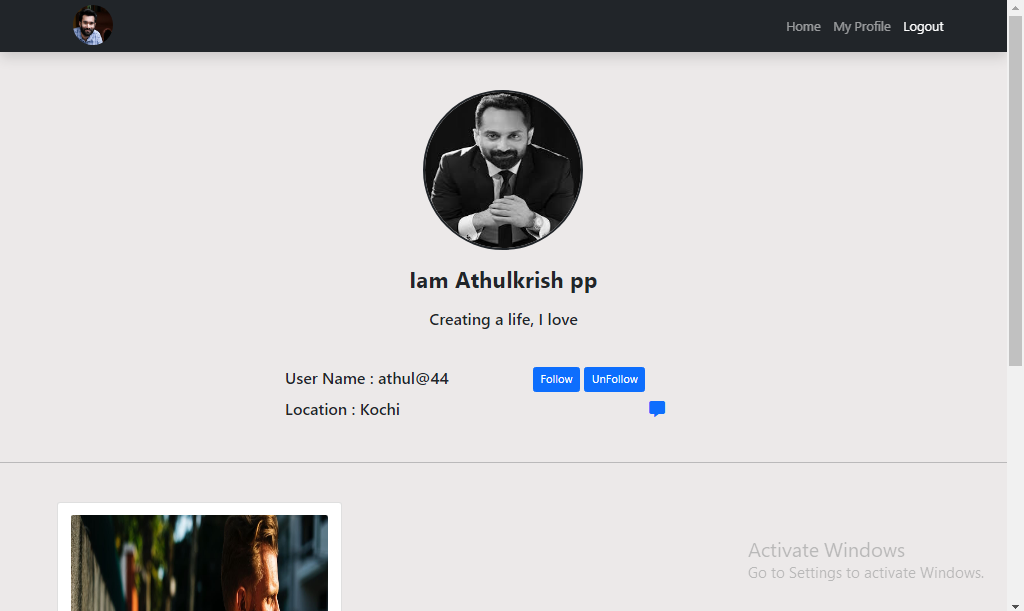 Home My Profile Logout
Iam Athulkrish pp
Creating a life, I love
User Name : athul@44
Follow UnFollow
Location : Kochi
Activate Windows
Go to Settings to activate Windows.